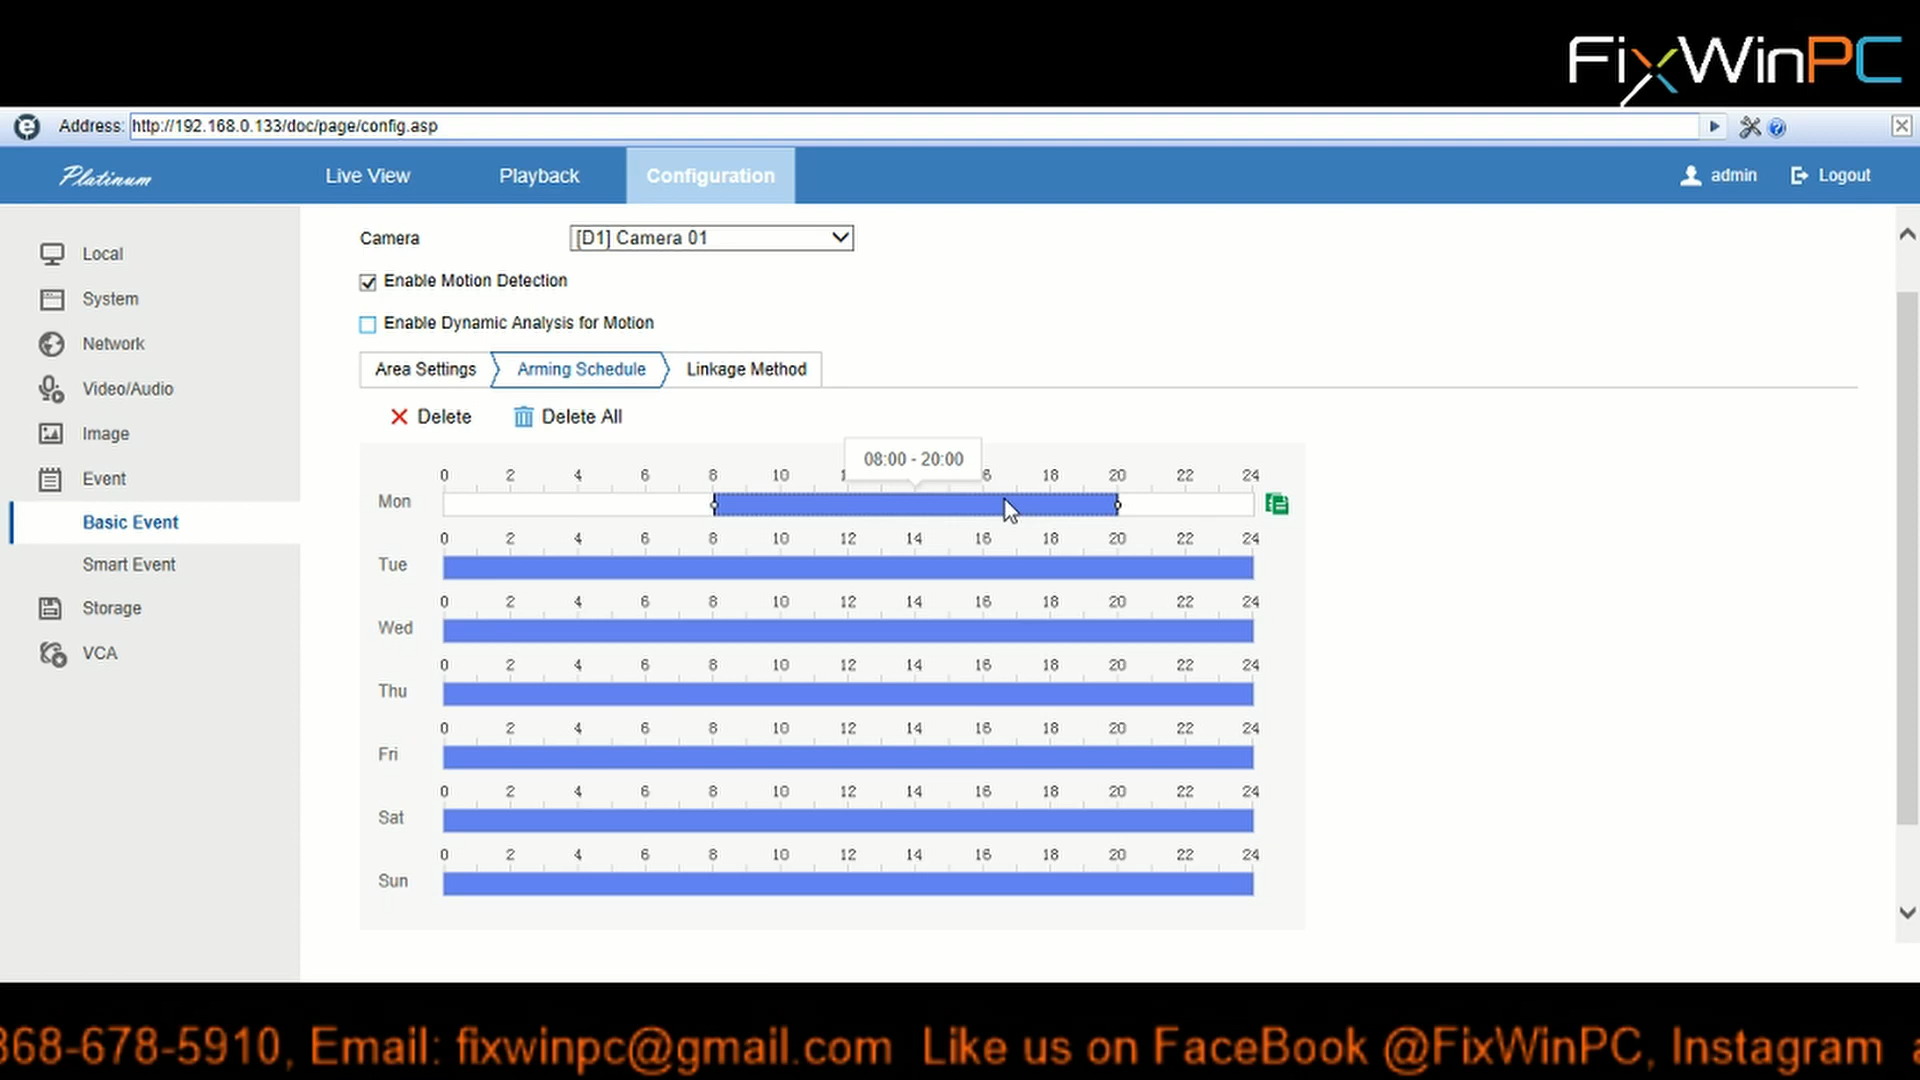 FixWinPC
Address: http://192.168.0.133/doc/page/config.asp
Platinum Live View Playback Configuration admin Logout
Local
System
Network
Video/Audio
Image
Event
Basic Event
Smart Event
Storage
VCA
Camera [D1] Camera 01
Enable Motion Detection
Enable Dynamic Analysis for Motion
Area Settings Arming Schedule Linkage Method
Delete Delete All
08:00 - 20:00
0 2 4 6 8 10 1 6 18 20 22 24
Mon
0 2 4 6 8 10 12 14 16 18 20 22 24
Tue
0 2 4 6 8 10 12 14 16 18 20 22 24
Wed
0 2 4 6 8 10 12 14 16 18 20 22 24
Thu
0 2 4 6 8 10 12 14 16 18 20 22 24
Fri
0 2 4 6 8 10 12 14 16 18 20 22 24
Sat
0 2 4 6 8 10 12 14 16 18 20 22 24
Sun
868-678-5910, Email: fixwinpc@gmail.com Like us on FaceBook @FixWinPC, Instagram a